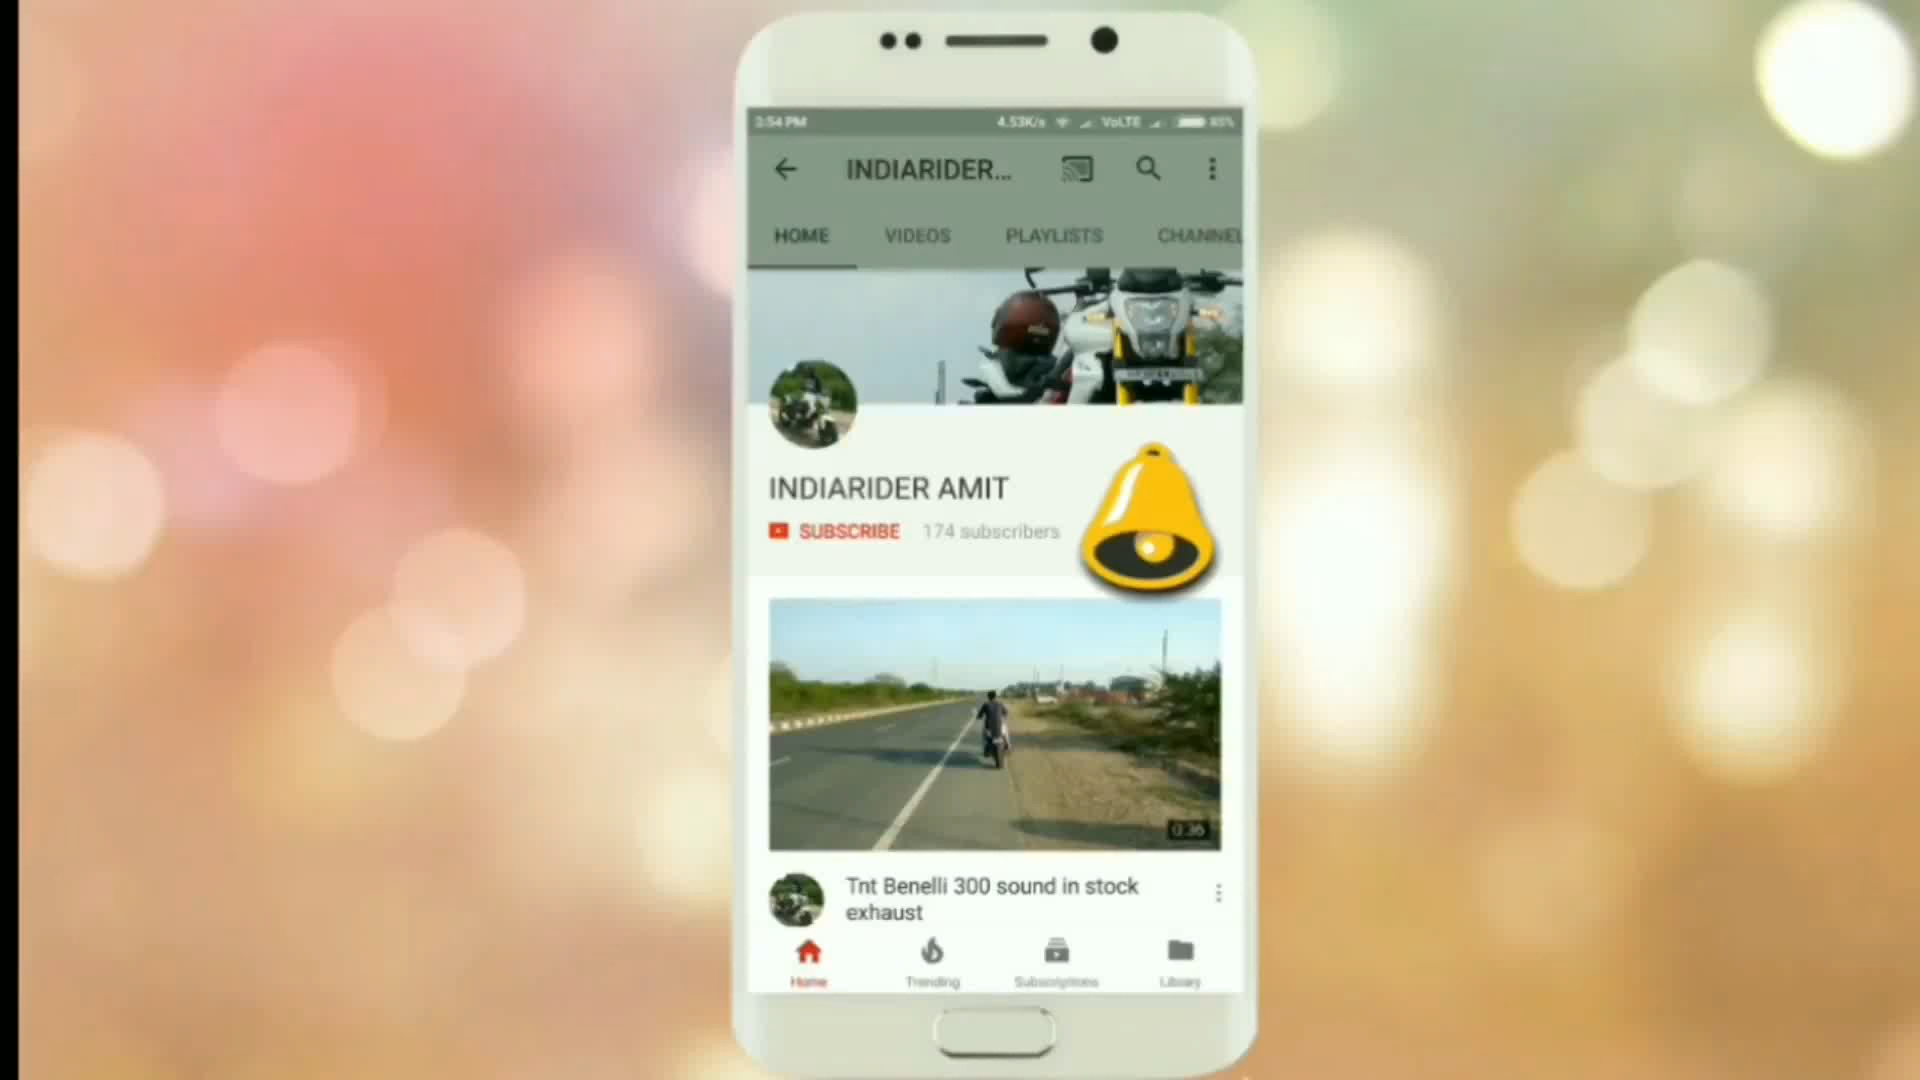 3:54 PM 4.53K/s VoLTE 85%
INDIARIDER...
HOME VIDEOS PLAYLISTS CHANNEL
INDIARIDER AMIT
SUBSCRIBE 174 subscribers
0:36
Tnt Benelli 300 sound in stock
exhaust
Home Trending Subscriptions Library